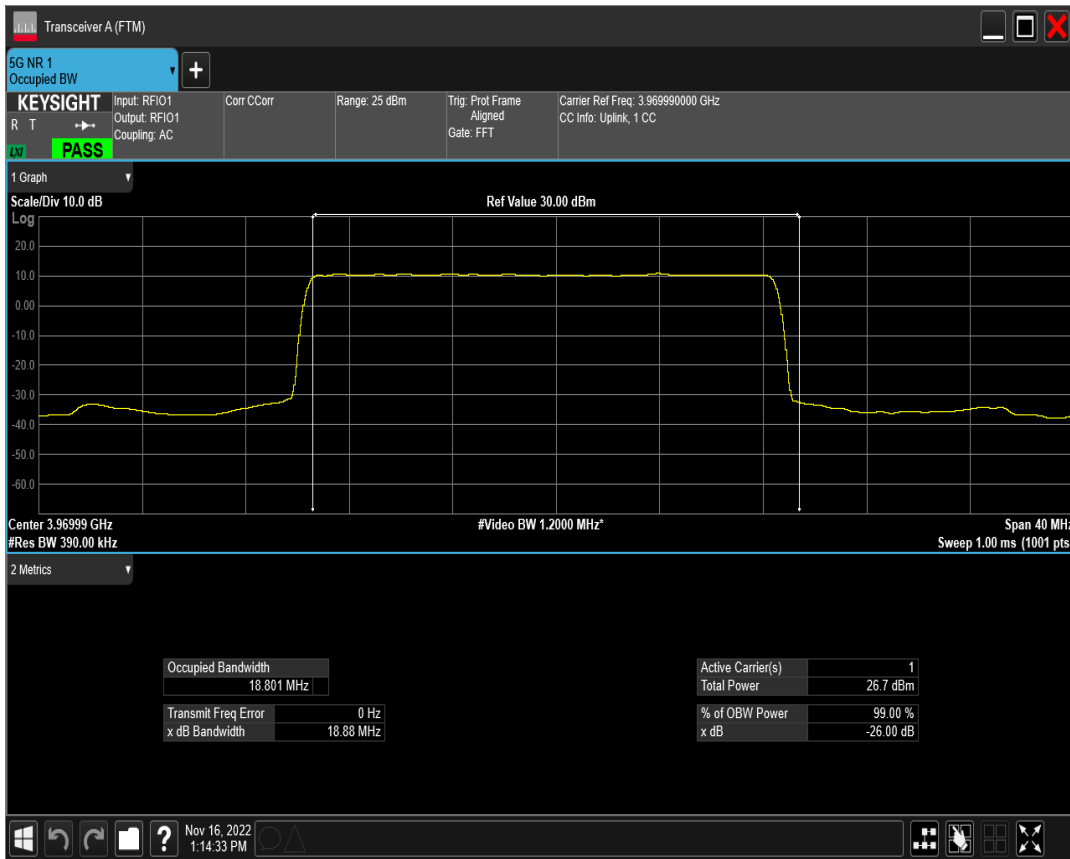 Transceiver A (FTM)
5G NR 1
Occupied BW
KEYSIGHT
R T
LXI
PASS
Input: RFIO1
Output: RFIO1
Coupling: AC
Corr CCorr
Range: 25 dBm
Trig: Prot Frame
Aligned
Gate: FFT
Carrier Ref Freq: 3.969990000 GHz
CC Info: Uplink, 1 CC
1 Graph
Scale/Div 10.0 dB
Ref Value 30.00 dBm
Log
20.0
10.0
0.00
-10.0
-20.0
-30.0
-40.0
-50.0
-60.0
Center 3.96999 GHz
#Video BW 1.2000 MHz*
Span 40 MHz
#Res BW 390.00 kHz
Sweep 1.00 ms (1001 pts
2 Metrics
Occupied Bandwidth
18.801 MHz
Transmit Freq Error 0 Hz
x dB Bandwidth 18.88 MHz
Active Carrier(s) 1
Total Power 26.7 dBm
% of OBW Power 99.00 %
x dB -26.00 dB
?
Nov 16, 2022
1:14:33 PM